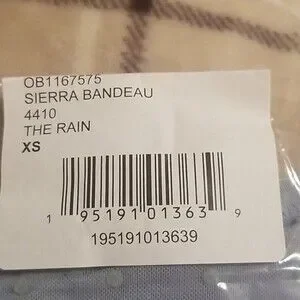 OB1167575
SIERRA BANDEAU
4410
THE RAIN
XS
1 95191 01363 9
195191013639